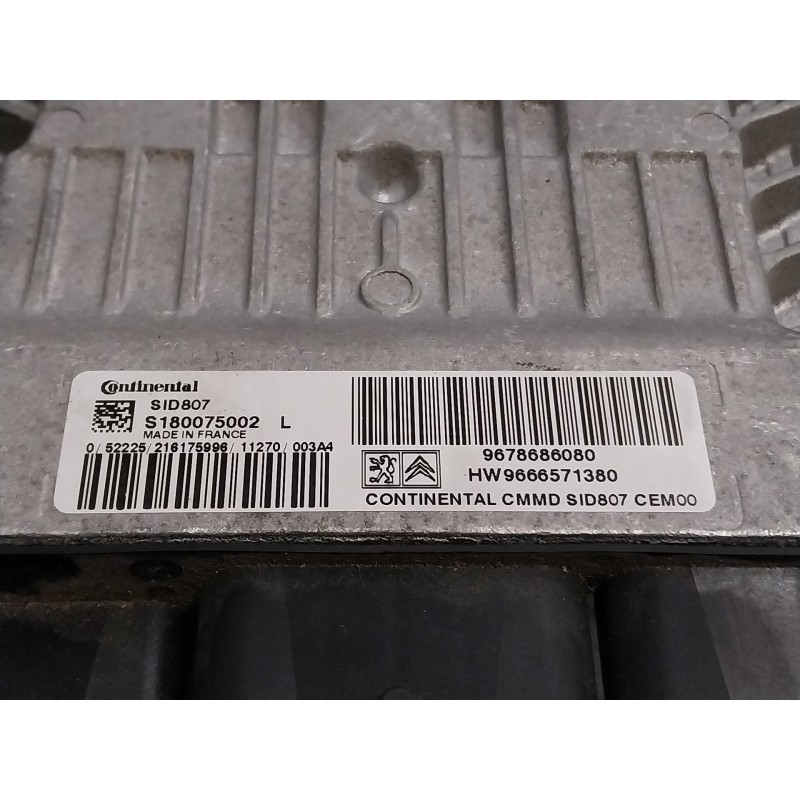 Continental
SID807
S180075002 L
MADE IN FRANCE
0/52225/216175996/11270/003A4
9678686080
HW9666571380
CONTINENTAL CMMD SID807 CEM00